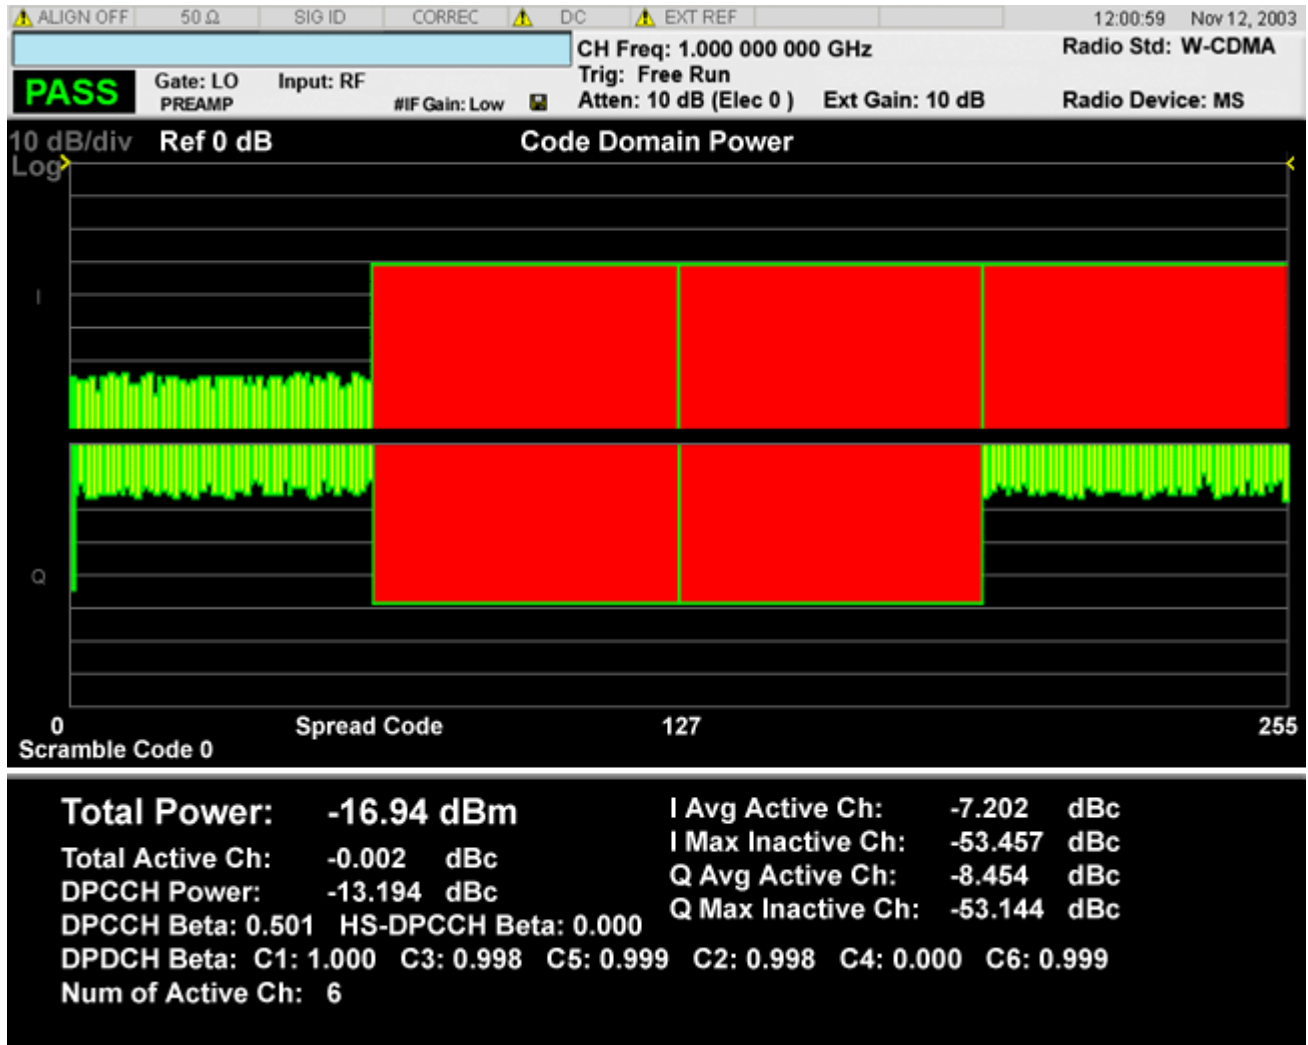 ALIGN OFF 50 Ω SIG ID CORREC DC EXT REF 12:00:59 Nov 12, 2003
CH Freq: 1.000 000 000 GHz Radio Std: W-CDMA
PASS Gate: LO Input: RF Trig: Free Run
PREAMP #IF Gain: Low Atten: 10 dB (Elec 0 ) Ext Gain: 10 dB Radio Device: MS
10 dB/div Ref 0 dB Code Domain Power
Log
I
Q
0 Spread Code 127 255
Scramble Code 0
Total Power: -16.94 dBm
Total Active Ch: -0.002 dBc
DPCCH Power: -13.194 dBc
I Avg Active Ch: -7.202 dBc
I Max Inactive Ch: -53.457 dBc
Q Avg Active Ch: -8.454 dBc
Q Max Inactive Ch: -53.144 dBc
DPCCH Beta: 0.501 HS-DPCCH Beta: 0.000
DPDCH Beta: C1: 1.000 C3: 0.998 C5: 0.999 C2: 0.998 C4: 0.000 C6: 0.999
Num of Active Ch: 6